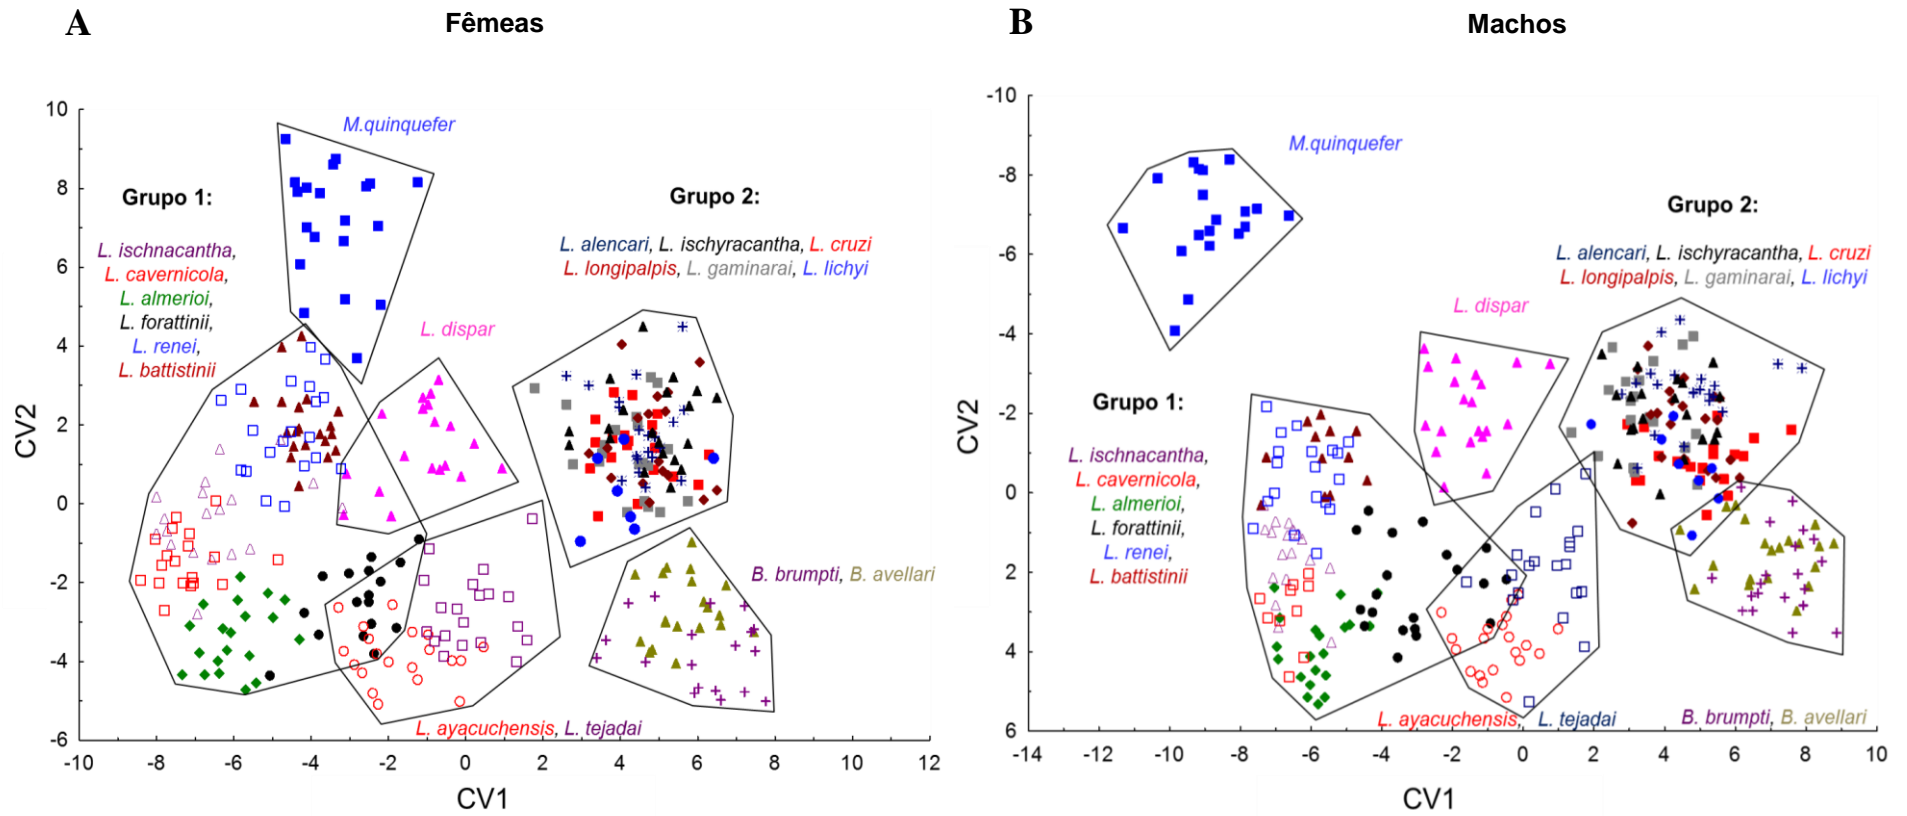 A
Fêmeas
10
8
6
4
2
0
-2
-4
-6
CV2
-10
-8
-6
-4
-2
0
2
4
6
8
10
12
CV1
M.quinquefer
Grupo 1:
L. ischnacantha,
L. cavernicola,
L. almerioi,
L. forattinii,
L. renei,
L. battistinii
L. dispar
Grupo 2:
L. alencari, L. ischyracantha, L. cruzi
L. longipalpis, L. gaminarai, L. lichyi
B. brumpti, B. avellari
L. ayacuchensis, L. tejadai
B
Machos
-10
-8
-6
-4
-2
0
2
4
6
CV2
-14
-12
-10
-8
-6
-4
-2
0
2
4
6
8
10
CV1
M.quinquefer
Grupo 2:
L. alencari, L. ischyracantha, L. cruzi
L. longipalpis, L. gaminarai, L. lichyi
L. dispar
Grupo 1:
L. ischnacantha,
L. cavernicola,
L. almerioi,
L. forattinii,
L. renei,
L. battistinii
L. ayacuchensis, L. tejadai
B. brumpti, B. avellari